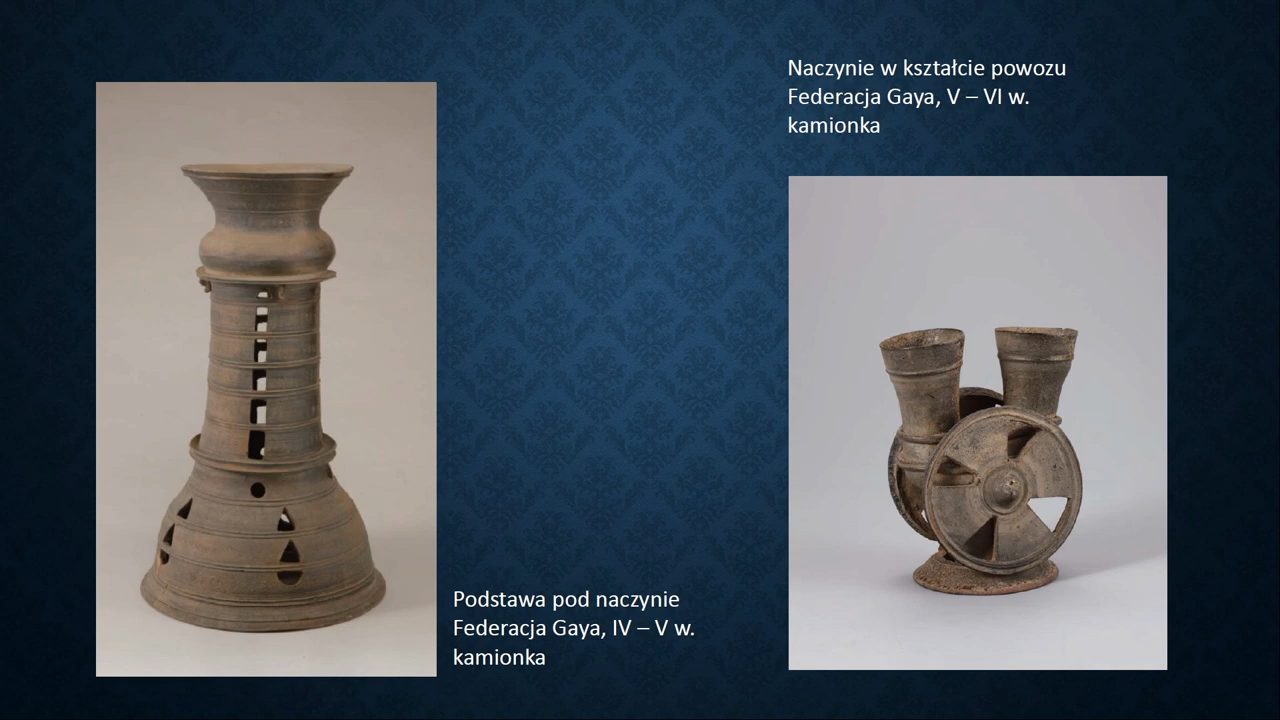 Naczynie w kształcie powozu
Federacja Gaya, V – VI w.
kamionka
Podstawa pod naczynie
Federacja Gaya, IV – V w.
kamionka